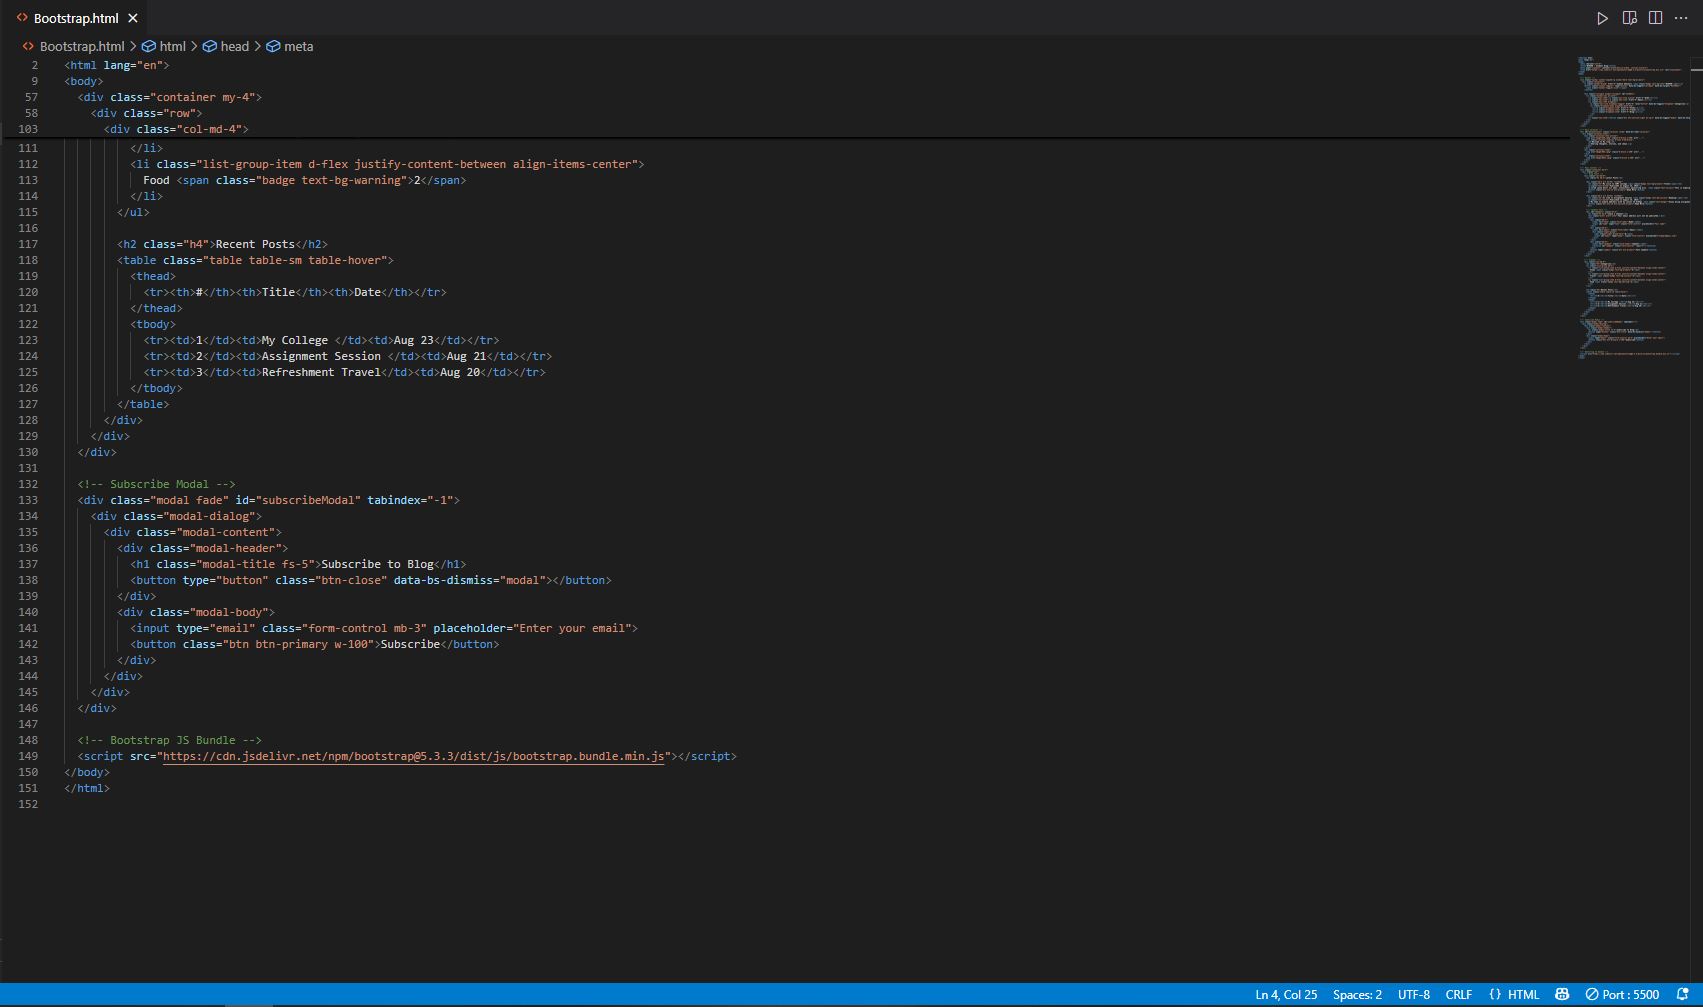 Bootstrap.html
Bootstrap.html > html > head > meta
2 <html lang="en">
9 <body>
57 <div class="container my-4">
58 <div class="row">
103 <div class="col-md-4">
111 </li>
112 <li class="list-group-item d-flex justify-content-between align-items-center">
113 Food <span class="badge text-bg-warning">2</span>
114 </li>
115 </ul>
116
117 <h2 class="h4">Recent Posts</h2>
118 <table class="table table-sm table-hover">
119 <thead>
120 <tr><th>#</th><th>Title</th><th>Date</th></tr>
121 </thead>
122 <tbody>
123 <tr><td>1</td><td>My College </td><td>Aug 23</td></tr>
124 <tr><td>2</td><td>Assignment Session </td><td>Aug 21</td></tr>
125 <tr><td>3</td><td>Refreshment Travel</td><td>Aug 20</td></tr>
126 </tbody>
127 </table>
128 </div>
129 </div>
130 </div>
131
132 <!-- Subscribe Modal -->
133 <div class="modal fade" id="subscribeModal" tabindex="-1">
134 <div class="modal-dialog">
135 <div class="modal-content">
136 <div class="modal-header">
137 <h1 class="modal-title fs-5">Subscribe to Blog</h1>
138 <button type="button" class="btn-close" data-bs-dismiss="modal"></button>
139 </div>
140 <div class="modal-body">
141 <input type="email" class="form-control mb-3" placeholder="Enter your email">
142 <button class="btn btn-primary w-100">Subscribe</button>
143 </div>
144 </div>
145 </div>
146 </div>
147
148 <!-- Bootstrap JS Bundle -->
149 <script src="https://cdn.jsdelivr.net/npm/bootstrap@5.3.3/dist/js/bootstrap.bundle.min.js"></script>
150 </body>
151 </html>
152
Ln 4, Col 25 Spaces: 2 UTF-8 CRLF {} HTML Port : 5500